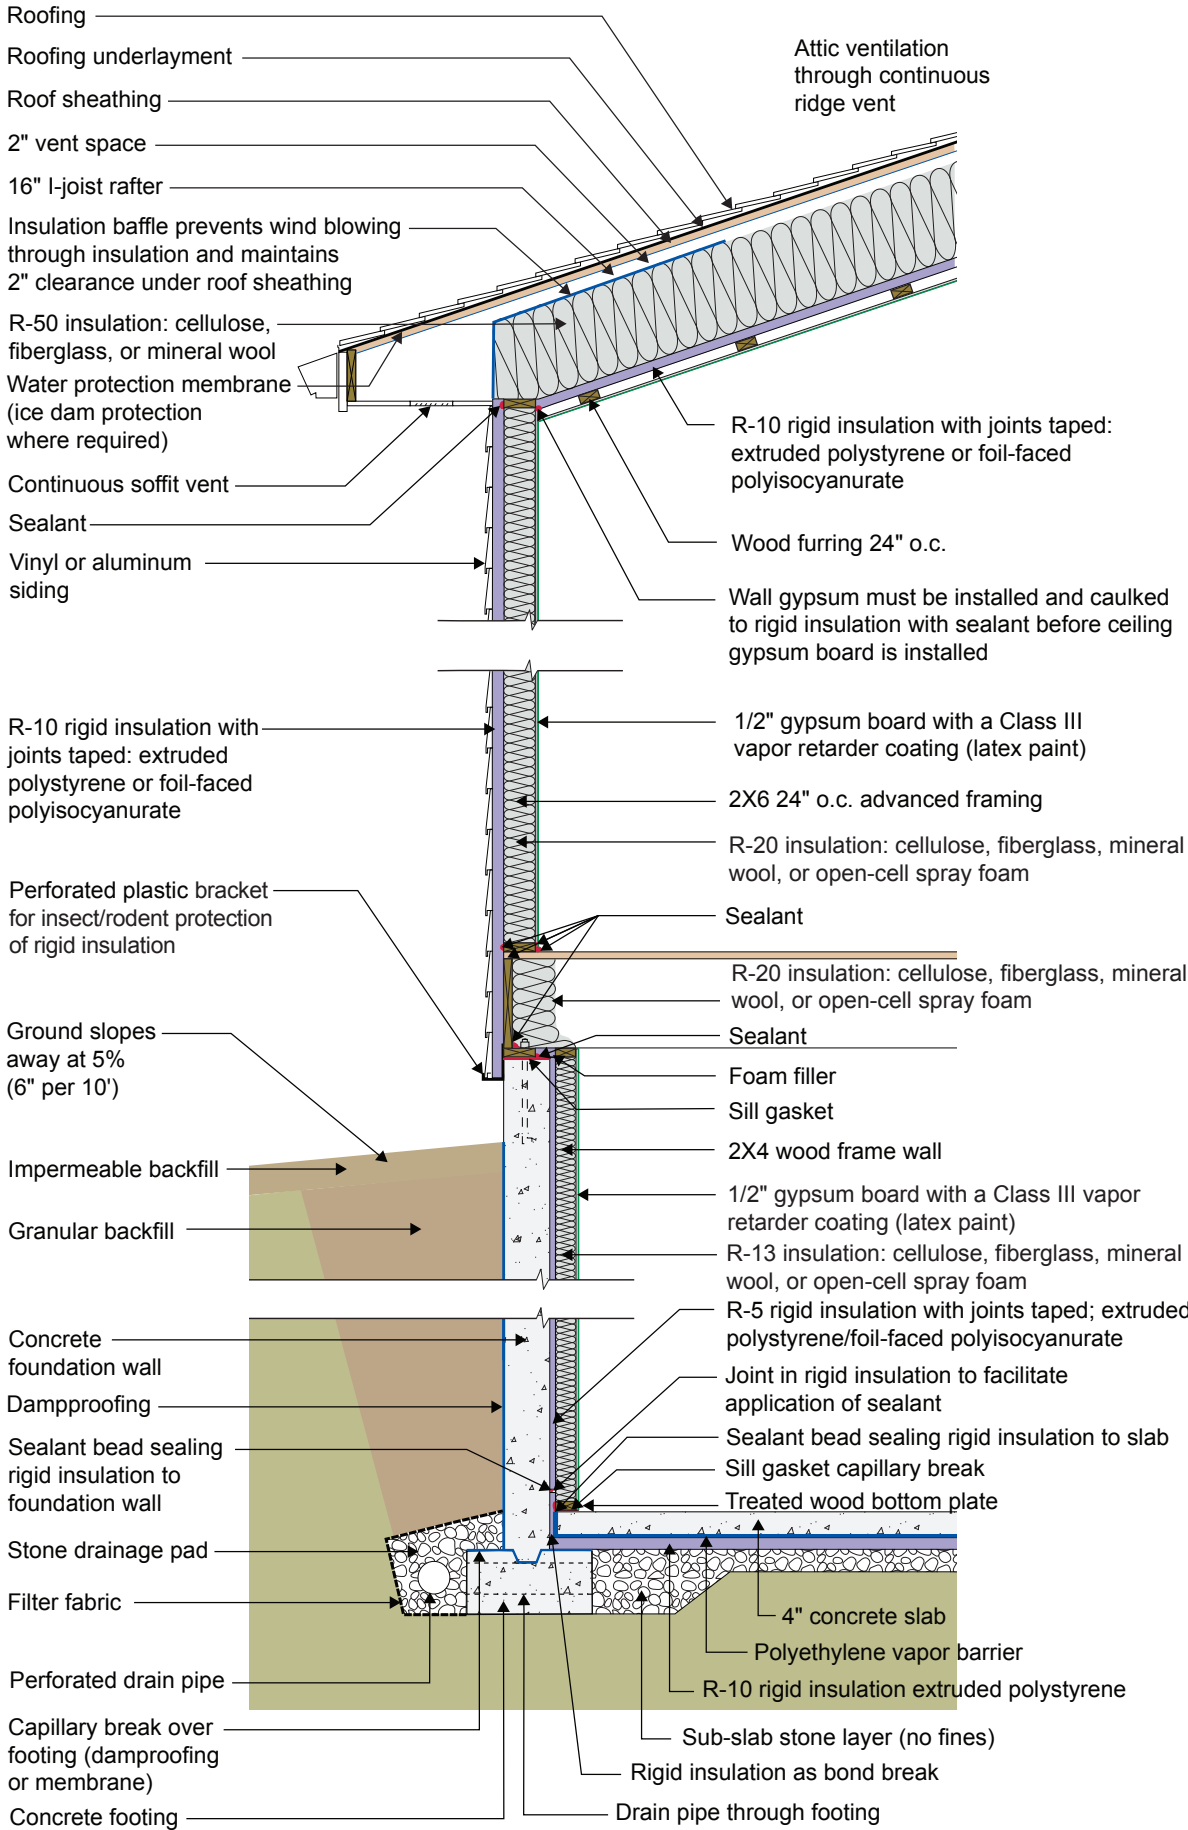 Roofing
Roofing underlayment
Roof sheathing
2" vent space
16" I-joist rafter
Insulation baffle prevents wind blowing
through insulation and maintains
2" clearance under roof sheathing
R-50 insulation: cellulose,
fiberglass, or mineral wool
Water protection membrane
(ice dam protection
where required)
Continuous soffit vent
Sealant
Vinyl or aluminum
siding
R-10 rigid insulation with
joints taped: extruded
polystyrene or foil-faced
polyisocyanurate
Perforated plastic bracket
for insect/rodent protection
of rigid insulation
Ground slopes
away at 5%
(6" per 10')
Impermeable backfill
Granular backfill
Concrete
foundation wall
Dampproofing
Sealant bead sealing
rigid insulation to
foundation wall
Stone drainage pad
Filter fabric
Perforated drain pipe
Capillary break over
footing (damproofing
or membrane)
Concrete footing
Attic ventilation
through continuous
ridge vent
R-10 rigid insulation with joints taped:
extruded polystyrene or foil-faced
polyisocyanurate
Wood furring 24" o.c.
Wall gypsum must be installed and caulked
to rigid insulation with sealant before ceiling
gypsum board is installed
1/2" gypsum board with a Class III
vapor retarder coating (latex paint)
2X6 24" o.c. advanced framing
R-20 insulation: cellulose, fiberglass, mineral
wool, or open-cell spray foam
Sealant
R-20 insulation: cellulose, fiberglass, mineral
wool, or open-cell spray foam
Sealant
Foam filler
Sill gasket
2X4 wood frame wall
1/2" gypsum board with a Class III vapor
retarder coating (latex paint)
R-13 insulation: cellulose, fiberglass, mineral
wool, or open-cell spray foam
R-5 rigid insulation with joints taped; extruded
polystyrene/foil-faced polyisocyanurate
Joint in rigid insulation to facilitate
application of sealant
Sealant bead sealing rigid insulation to slab
Sill gasket capillary break
Treated wood bottom plate
4" concrete slab
Polyethylene vapor barrier
R-10 rigid insulation extruded polystyrene
Sub-slab stone layer (no fines)
Rigid insulation as bond break
Drain pipe through footing